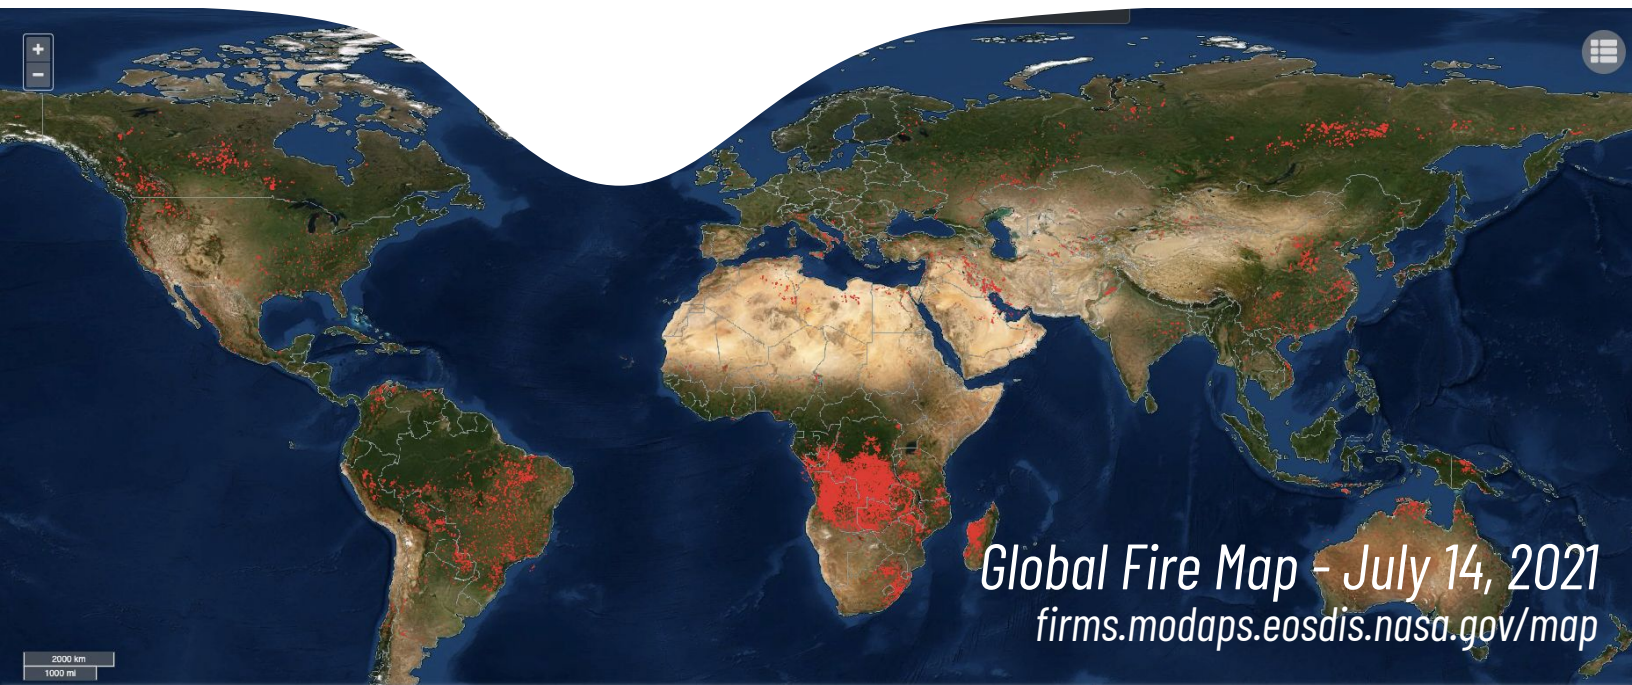 +
−
Global Fire Map - July 14, 2021
firms.modaps.eosdis.nasa.gov/map
2000 km
1000 mi